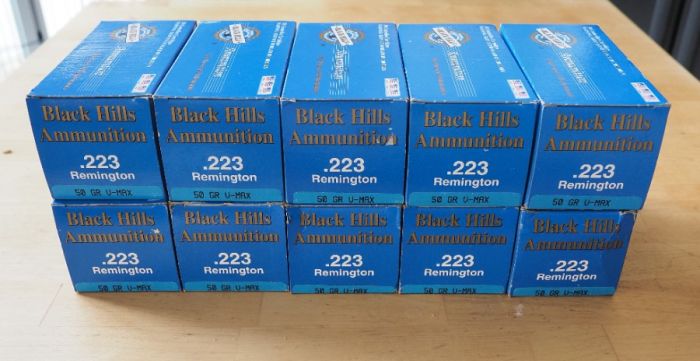 Black Hills
Ammunition
.223
Remington
50 GR V-MAX
Black Hills
Ammunition
.223
Remington
50 GR V-MAX
Black Hills
Ammunition
.223
Remington
50 GR V-MAX
Black Hills
Ammunition
.223
Remington
50 GR V-MAX
Black Hills
Ammunition
.223
Remington
50 GR V-MAX
Black Hills
Ammunition
.223
Remington
50 GR V-MAX
Black Hills
Ammunition
.223
Remington
50 GR V-MAX
Black Hills
Ammunition
.223
Remington
50 GR V-MAX
Black Hills
Ammunition
.223
Remington
50 GR V-MAX
Black Hills
Ammunition
.223
Remington
50 GR V-MAX